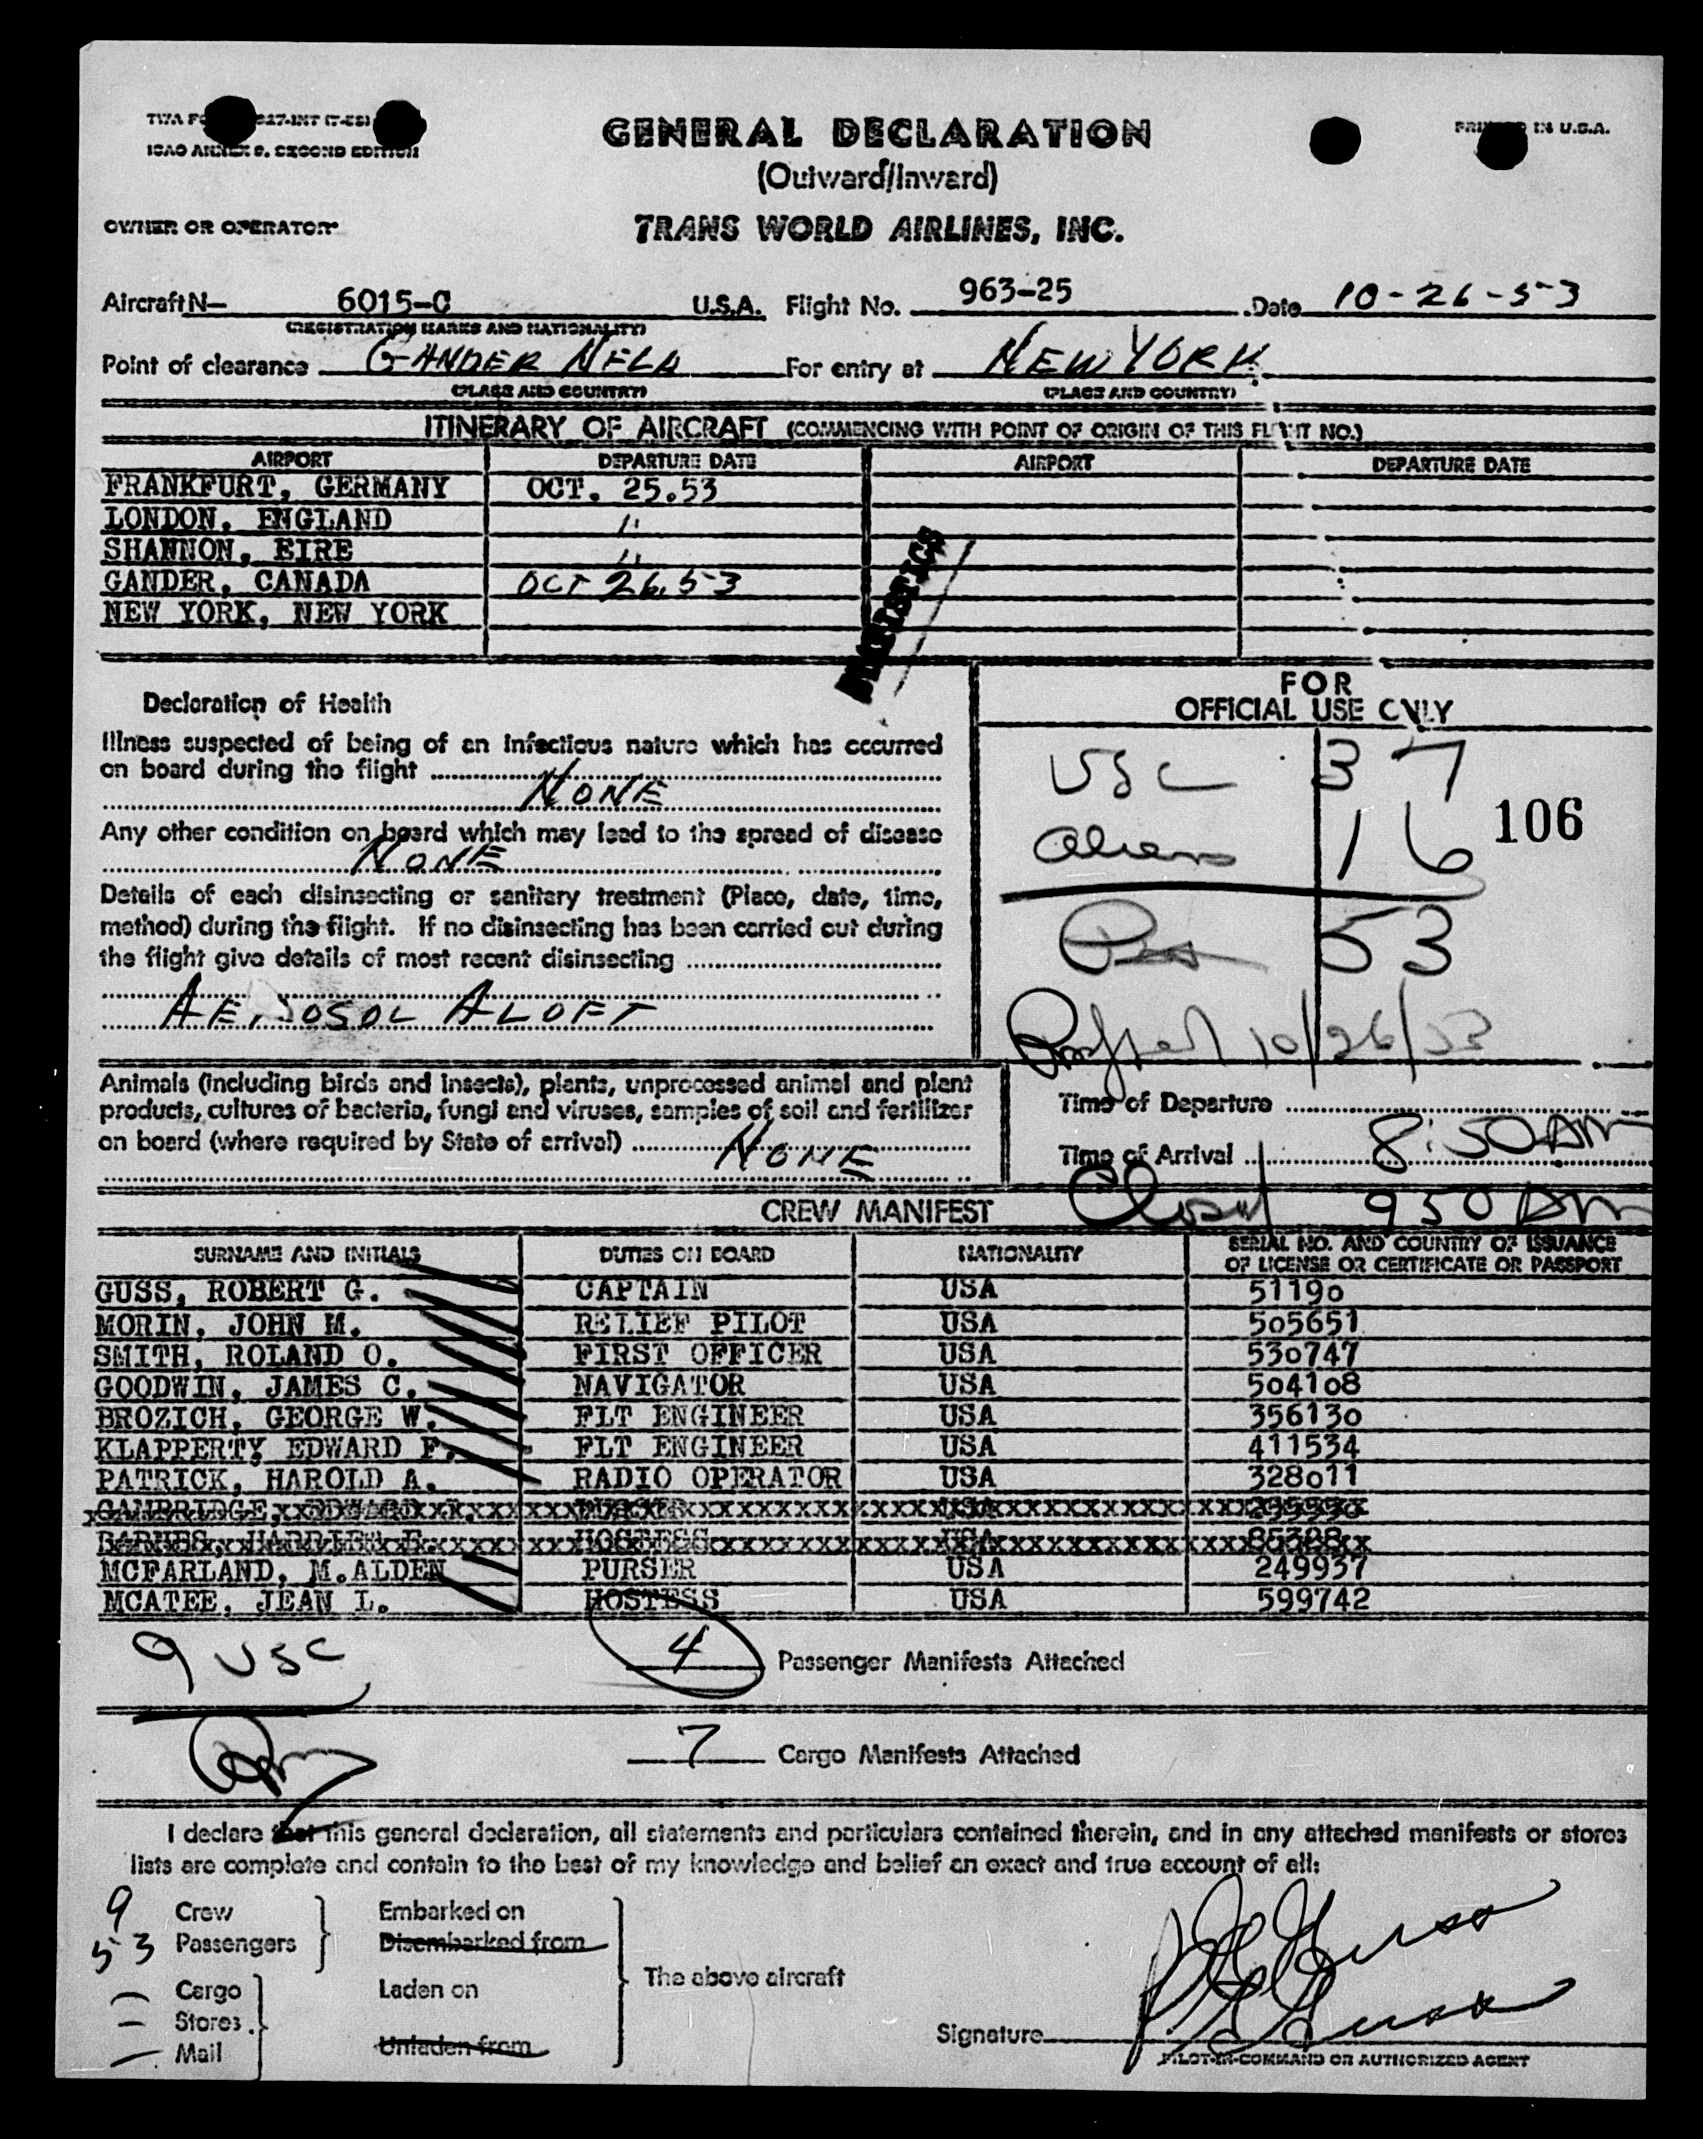 GENERAL DECLARATION
PRINTED IN U.S.A.
ICAO ANNEX 9, SECOND EDITION
(Outward/Inward)
OWNER OR OPERATOR
TRANS WORLD AIRLINES, INC.
Aircraft N- 6015-C U.S.A. Flight No. 963-25 Date 10-26-53
(REGISTRATION MARKS AND NATIONALITY)
Point of clearance GANDER NFLD For entry at NEW YORK
(PLACE AND COUNTRY) (PLACE AND COUNTRY)
ITINERARY OF AIRCRAFT (COMMENCING WITH POINT OF ORIGIN OF THIS FLIGHT NO.)
AIRPORT DEPARTURE DATE AIRPORT DEPARTURE DATE
FRANKFURT, GERMANY OCT. 25.53
LONDON, ENGLAND "
SHANNON, EIRE "
GANDER, CANADA OCT 26.53
NEW YORK, NEW YORK
Declaration of Health
Illness suspected of being of an infectious nature which has occurred
on board during the flight
NONE
Any other condition on board which may lead to the spread of disease
NONE
Details of each disinsecting or sanitary treatment (Place, date, time,
method) during the flight. If no disinsecting has been carried out during
the flight give details of most recent disinsecting
AEROSOL ALOFT
FOR
OFFICIAL USE ONLY
USC 37
Aliens 16
106
Pas 53
10/26/53
Animals (including birds and insects), plants, unprocessed animal and plant
products, cultures of bacteria, fungi and viruses, samples of soil and fertilizer
on board (where required by State of arrival)
NONE
Time of Departure
Time of Arrival 8:50 AM
Closed 950 AM
CREW MANIFEST
SURNAME AND INITIALS DUTIES ON BOARD NATIONALITY SERIAL NO. AND COUNTRY OF ISSUANCE
OF LICENSE OR CERTIFICATE OR PASSPORT
GUSS, ROBERT G. CAPTAIN USA 51190
MORIN, JOHN M. RELIEF PILOT USA 505651
SMITH, ROLAND O. FIRST OFFICER USA 530747
GOODWIN, JAMES C. NAVIGATOR USA 504108
BROZICH, GEORGE W. FLT ENGINEER USA 356130
KLAPPERTY EDWARD F. FLT ENGINEER USA 411534
PATRICK, HAROLD A. RADIO OPERATOR USA 328011
MCFARLAND, M.ALDEN PURSER USA 249937
MCATEE, JEAN L. HOSTESS USA 599742
9 USC
4 Passenger Manifests Attached
7 Cargo Manifests Attached
I declare that this general declaration, all statements and particulars contained therein, and in any attached manifests or stores
lists are complete and contain to the best of my knowledge and belief an exact and true account of all:
9 Crew Embarked on
53 Passengers Disembarked from
The above aircraft
Cargo Laden on
Stores
Mail Unladen from
R G Guss
R G Guss
Signature
PILOT-IN-COMMAND OR AUTHORIZED AGENT